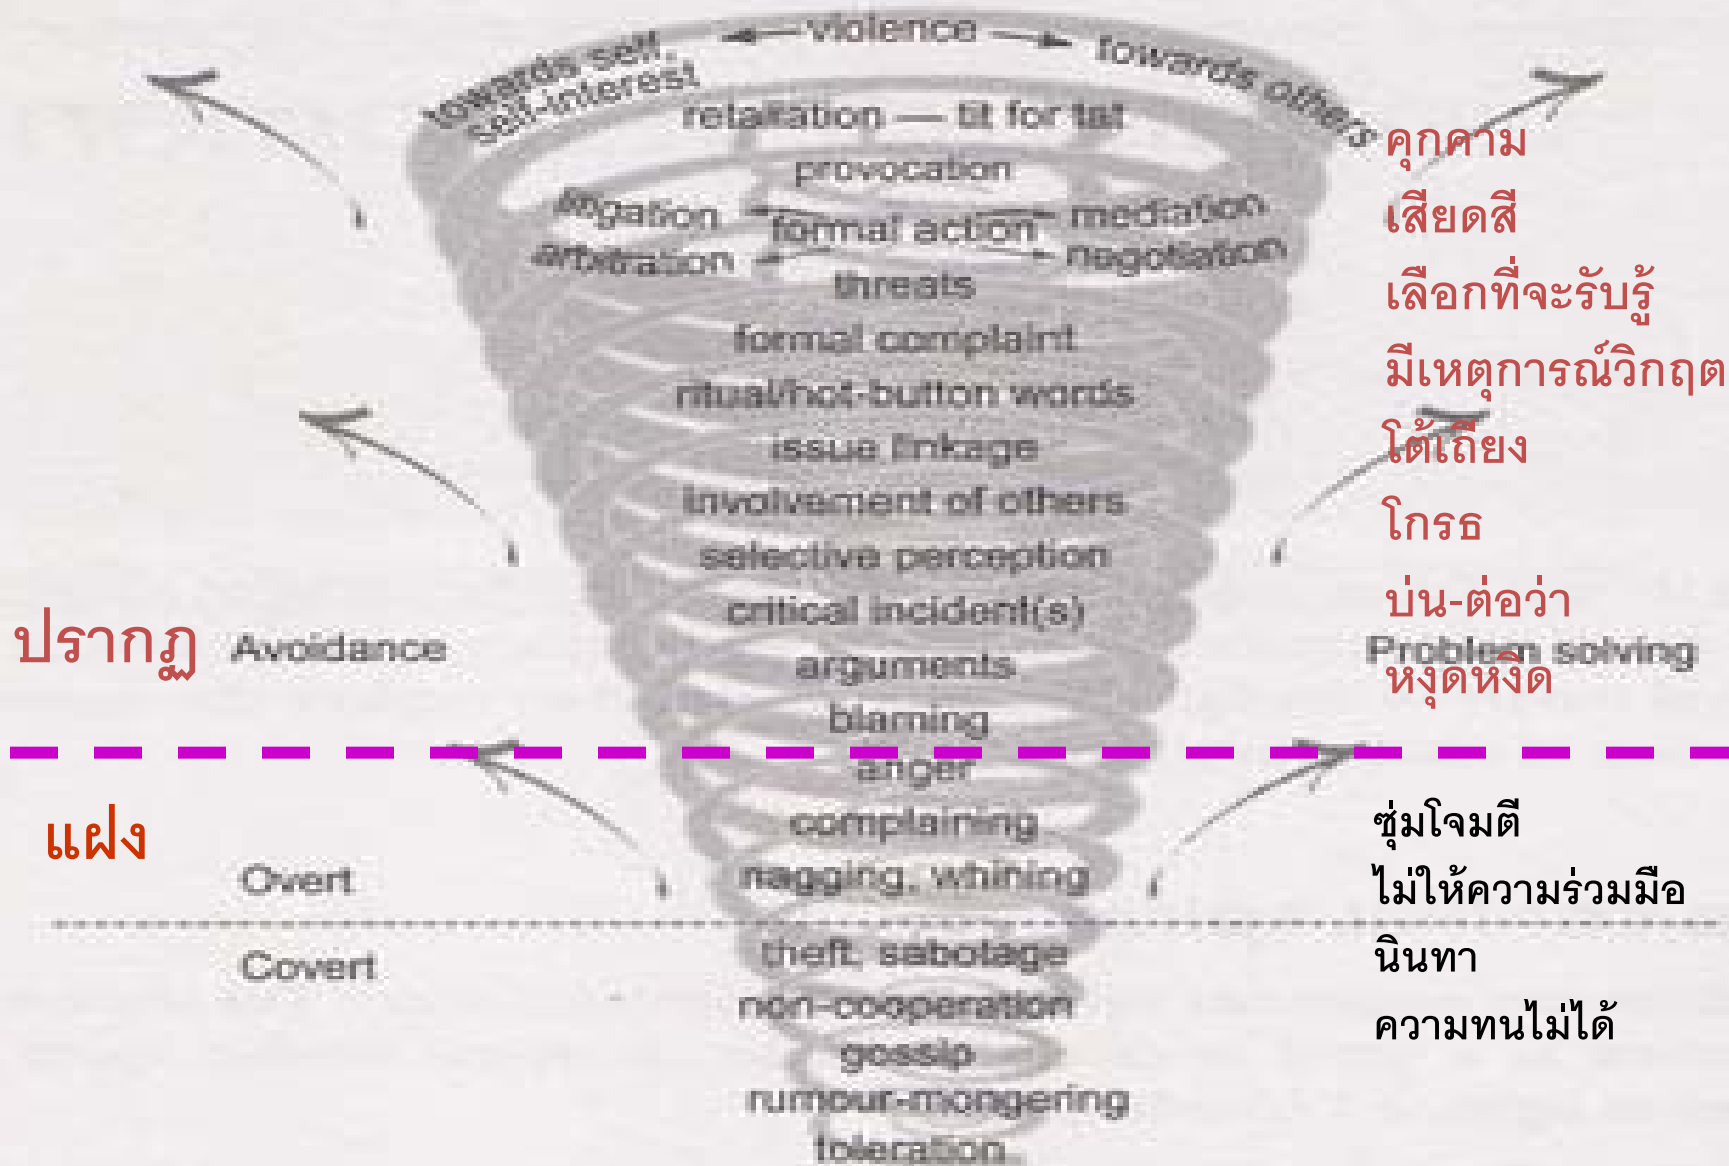 violence
towards self, self-interest
towards others
retaliation — tit for tat
provocation
litigation
mediation
formal action
arbitration
negotiation
threats
formal complaint
ritual/hot-button words
issue linkage
involvement of others
selective perception
critical incident(s)
arguments
blaming
anger
complaining
nagging, whining
theft, sabotage
non-cooperation
gossip
rumour-mongering
toleration
ปรากฏ
Avoidance
แฝง
Overt
Covert
คุกคาม
เสียดสี
เลือกที่จะรับรู้
มีเหตุการณ์วิกฤต
โต้เถียง
โกรธ
บ่น-ต่อว่า
Problem solving
หงุดหงิด
ซุ่มโจมตี
ไม่ให้ความร่วมมือ
นินทา
ความทนไม่ได้